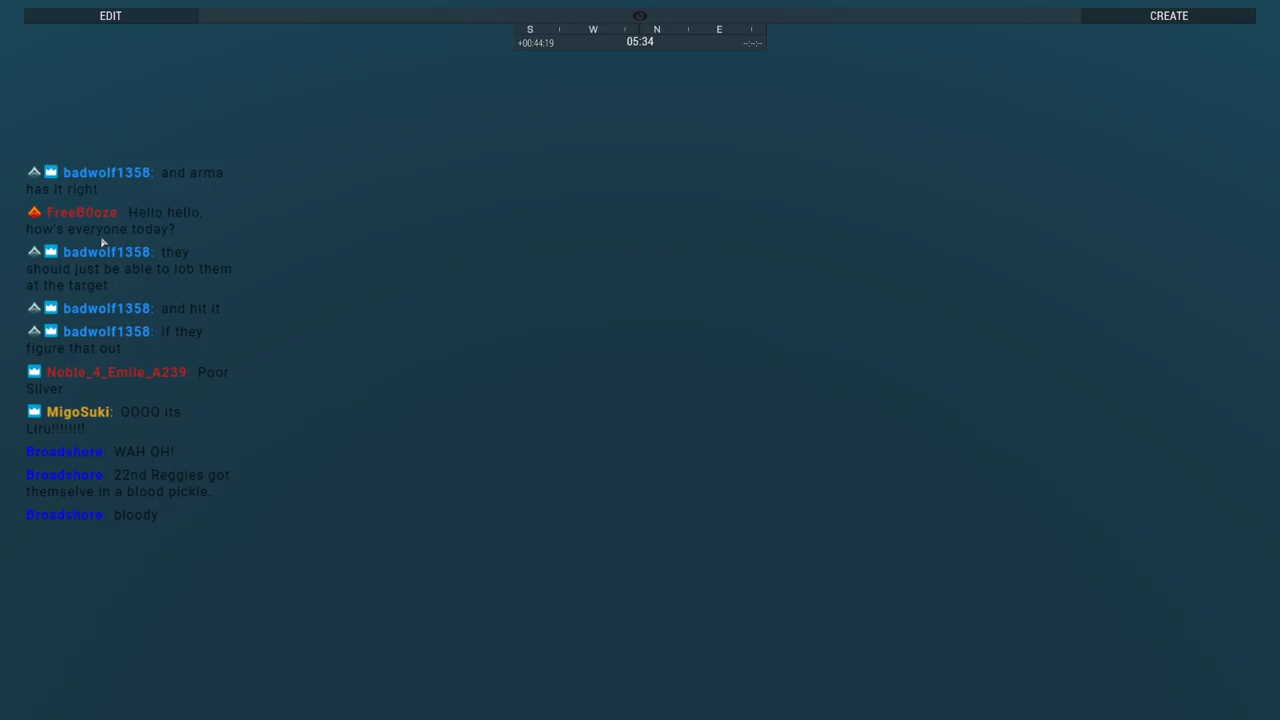 EDIT
CREATE
S W N E
+00:44:19 05:34 --:--:--
badwolf1358: and arma
has it right
FreeB0oze: Hello hello,
how's everyone today?
badwolf1358: they
should just be able to lob them
at the target
badwolf1358: and hit it
badwolf1358: if they
figure that out
Noble_4_Emile_A239: Poor
Silver
MigoSuki: OOOO its
Liru!!!!!!!!
Broadshore: WAH OH!
Broadshore: 22nd Reggies got
themselve in a blood pickle.
Broadshore: bloody